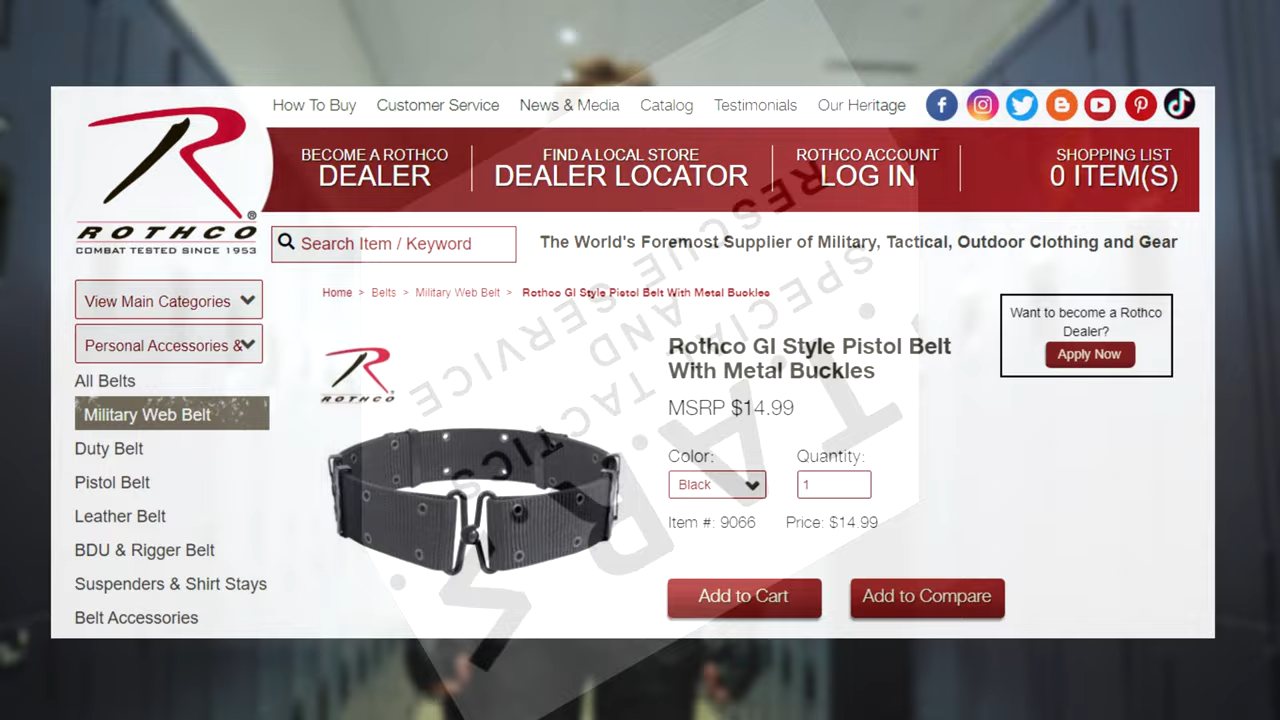 How To Buy Customer Service News & Media Catalog Testimonials Our Heritage
BECOME A ROTHCO
DEALER
FIND A LOCAL STORE
DEALER LOCATOR
ROTHCO ACCOUNT
LOG IN
SHOPPING LIST
0 ITEM(S)
R
®
ROTHCO
COMBAT TESTED SINCE 1953
Search Item / Keyword
The World's Foremost Supplier of Military, Tactical, Outdoor Clothing and Gear
View Main Categories
Personal Accessories &
All Belts
Military Web Belt
Duty Belt
Pistol Belt
Leather Belt
BDU & Rigger Belt
Suspenders & Shirt Stays
Belt Accessories
Home > Belts > Military Web Belt > Rothco GI Style Pistol Belt With Metal Buckles
R
ROTHCO
Rothco GI Style Pistol Belt
With Metal Buckles
MSRP $14.99
Color:
Black
Quantity:
1
Item #: 9066
Price: $14.99
Add to Cart
Add to Compare
Want to become a Rothco
Dealer?
Apply Now
S.T.A.R.S.
SPECIAL TACTICS
AND
RESCUE SERVICE